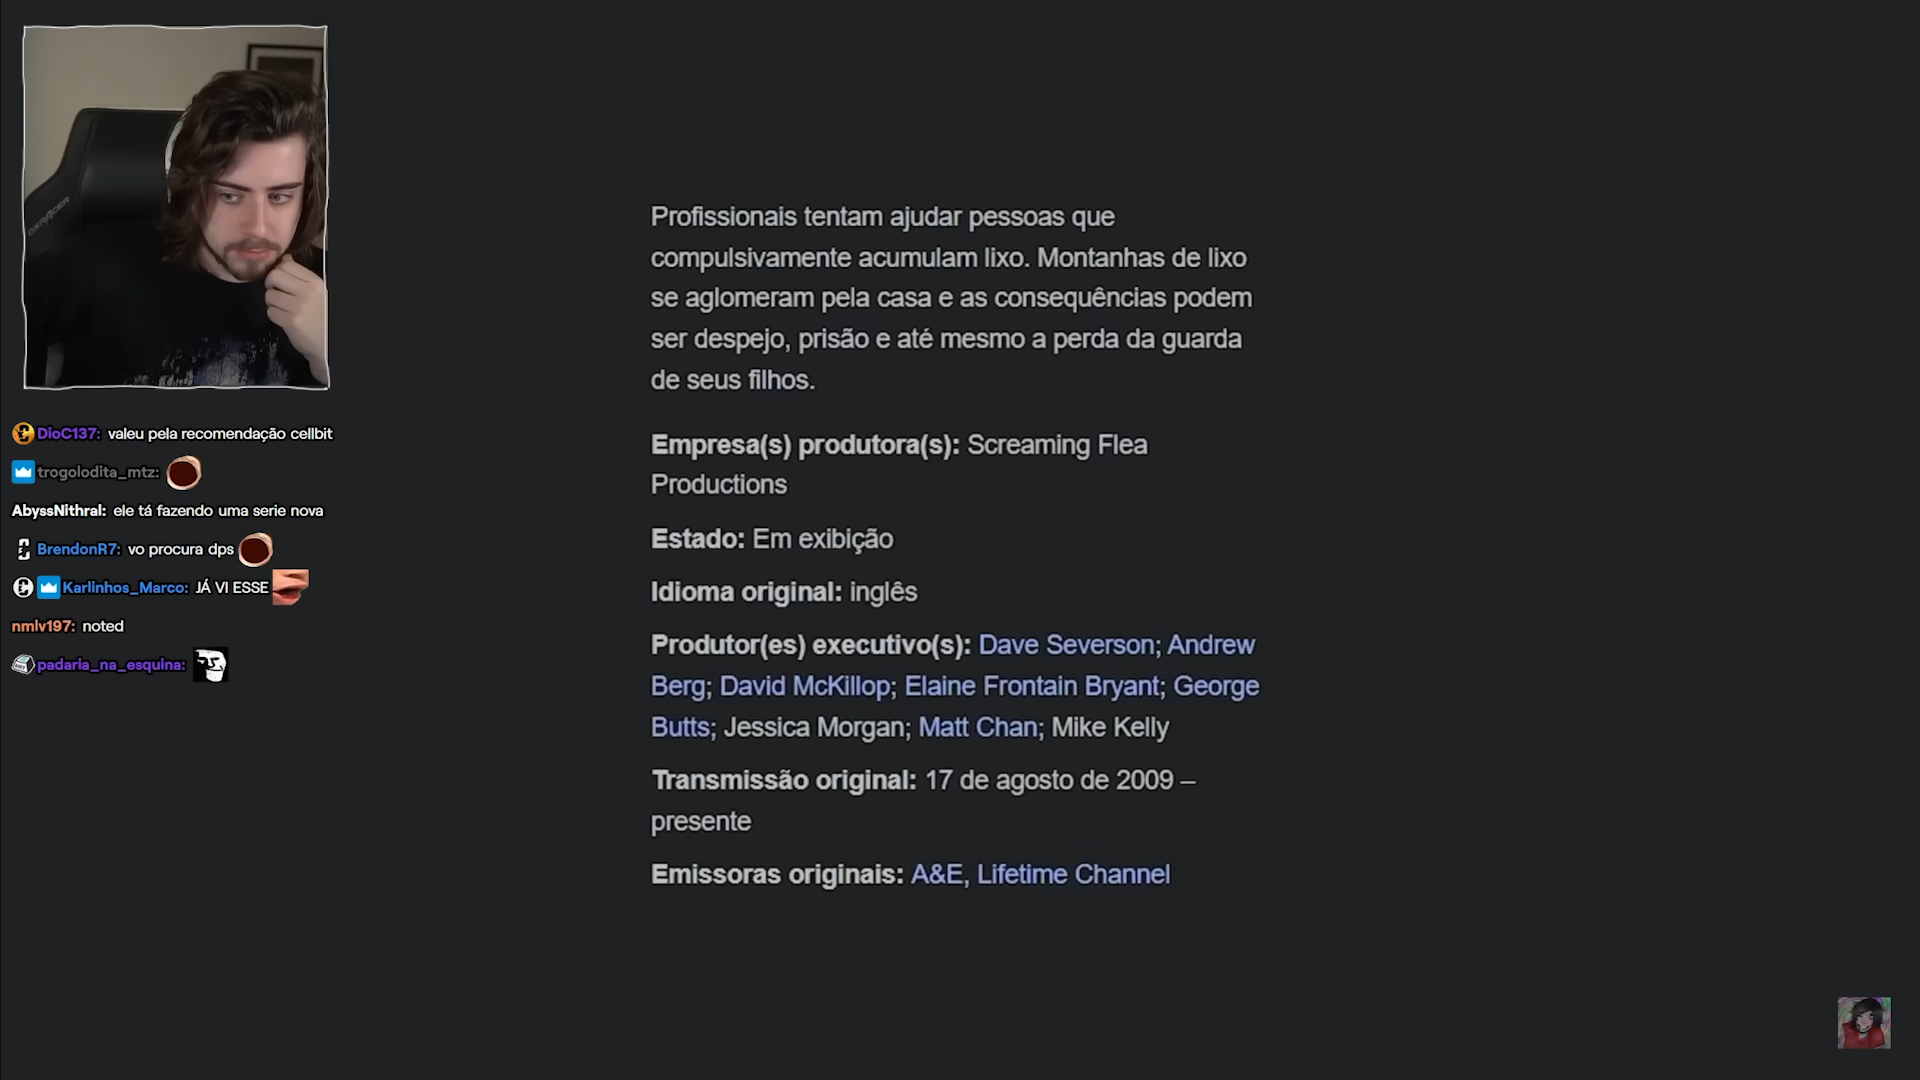 DioC137: valeu pela recomendação cellbit
trogolodita_mtz:
AbyssNithral: ele tá fazendo uma serie nova
BrendonR7: vo procura dps
Karlinhos_Marco: JÁ VI ESSE
nmlv197: noted
padaria_na_esquina:
Profissionais tentam ajudar pessoas que
compulsivamente acumulam lixo. Montanhas de lixo
se aglomeram pela casa e as consequências podem
ser despejo, prisão e até mesmo a perda da guarda
de seus filhos.
Empresa(s) produtora(s): Screaming Flea
Productions
Estado: Em exibição
Idioma original: inglês
Produtor(es) executivo(s): Dave Severson; Andrew
Berg; David McKillop; Elaine Frontain Bryant; George
Butts; Jessica Morgan; Matt Chan; Mike Kelly
Transmissão original: 17 de agosto de 2009 –
presente
Emissoras originais: A&E, Lifetime Channel